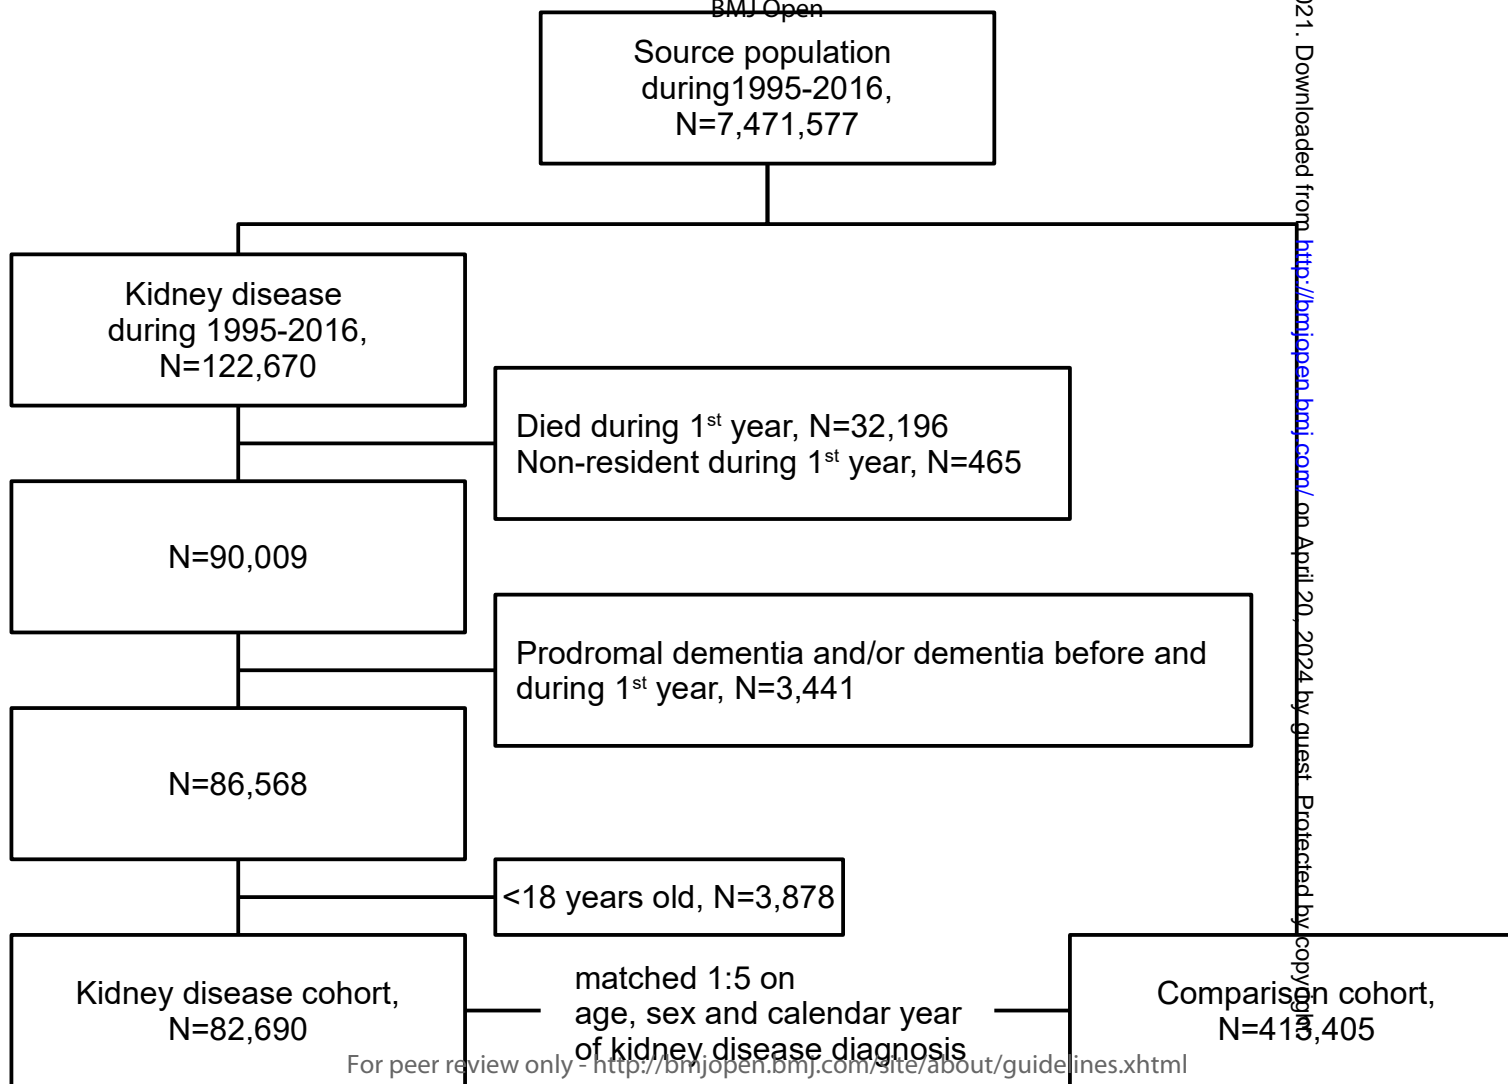 BMJ Open
Source population
during1995-2016,
N=7,471,577
Kidney disease
during 1995-2016,
N=122,670
Died during 1st year, N=32,196
Non-resident during 1st year, N=465
N=90,009
Prodromal dementia and/or dementia before and
during 1st year, N=3,441
N=86,568
<18 years old, N=3,878
Kidney disease cohort,
N=82,690
matched 1:5 on
age, sex and calendar year
of kidney disease diagnosis
Comparison cohort,
N=413,405
For peer review only - http://bmjopen.bmj.com/site/about/guidelines.xhtml
021. Downloaded from http://bmjopen.bmj.com/ on April 20, 2024 by guest. Protected by copyright.